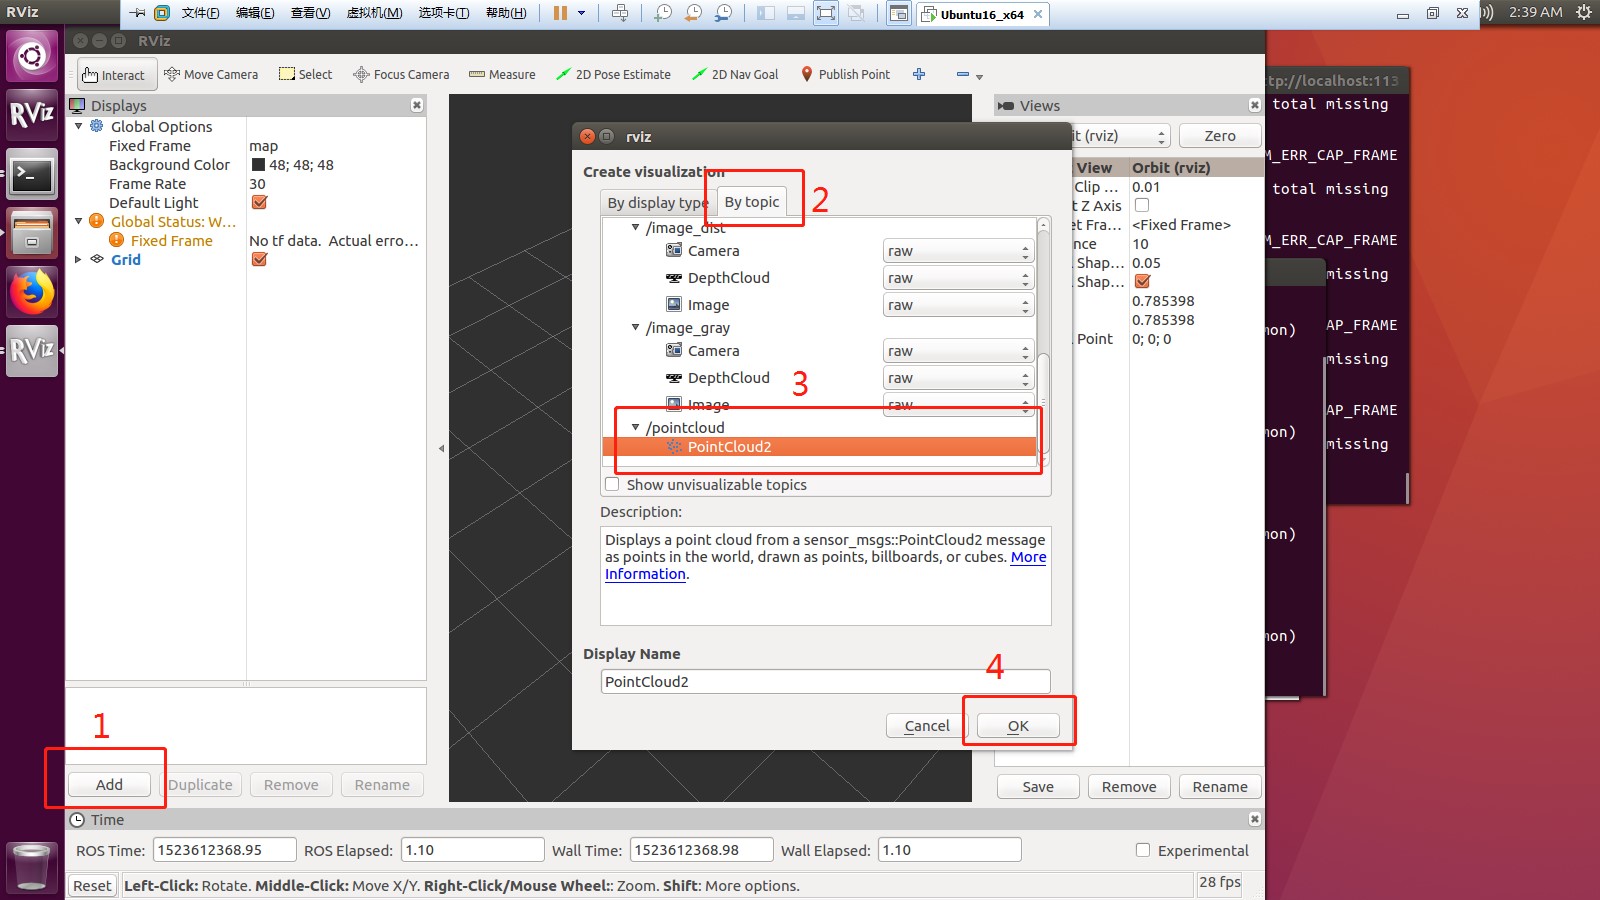 RViz
文件(F) 编辑(E) 查看(V) 虚拟机(M) 选项卡(T) 帮助(H)
Ubuntu16_x64
2:39 AM
RViz
Interact Move Camera Select Focus Camera Measure 2D Pose Estimate 2D Nav Goal Publish Point
Displays
Global Options
Fixed Frame map
Background Color 48; 48; 48
Frame Rate 30
Default Light
Global Status: W...
Fixed Frame No tf data. Actual erro...
Grid
1
Add Duplicate Remove Rename
rviz
Create visualization
By display type By topic 2
/image_dist
Camera raw
DepthCloud raw
Image raw
/image_gray
Camera raw
DepthCloud raw
3
Image raw
/pointcloud
PointCloud2
Show unvisualizable topics
Description:
Displays a point cloud from a sensor_msgs::PointCloud2 message
as points in the world, drawn as points, billboards, or cubes. More
Information.
Display Name
4
PointCloud2
Cancel OK
Views
it (rviz) Zero
View Orbit (rviz)
Clip ... 0.01
t Z Axis
et Fra... <Fixed Frame>
nce 10
Shap... 0.05
Shap...
0.785398
0.785398
Point 0; 0; 0
Save Remove Rename
tp://localhost:113
total missing
M_ERR_CAP_FRAME
total missing
M_ERR_CAP_FRAME
missing
AP_FRAME
mon)
missing
AP_FRAME
mon)
missing
mon)
mon)
Time
ROS Time: 1523612368.95 ROS Elapsed: 1.10 Wall Time: 1523612368.98 Wall Elapsed: 1.10 Experimental
Reset Left-Click: Rotate. Middle-Click: Move X/Y. Right-Click/Mouse Wheel:: Zoom. Shift: More options. 28 fps